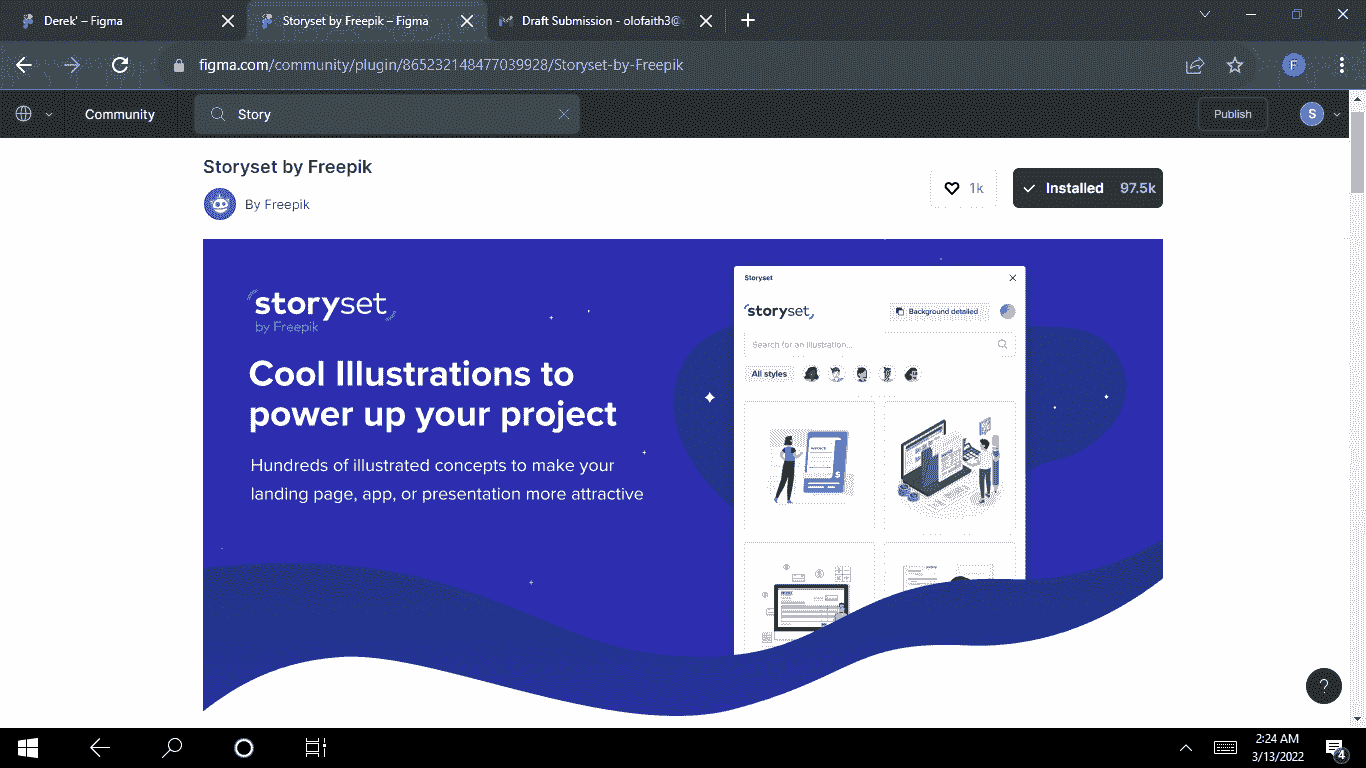 Derek' – Figma
Storyset by Freepik – Figma
Draft Submission - olofaith3@
figma.com/community/plugin/865232148477039928/Storyset-by-Freepik
F
Community
Story
Publish
S
Storyset by Freepik
By Freepik
1k
Installed 97.5k
storyset
by Freepik
Cool Illustrations to
power up your project
Hundreds of illustrated concepts to make your
landing page, app, or presentation more attractive
Storyset
storyset
Background detailed
Search for an illustration...
All styles
?
2:24 AM
3/13/2022
4